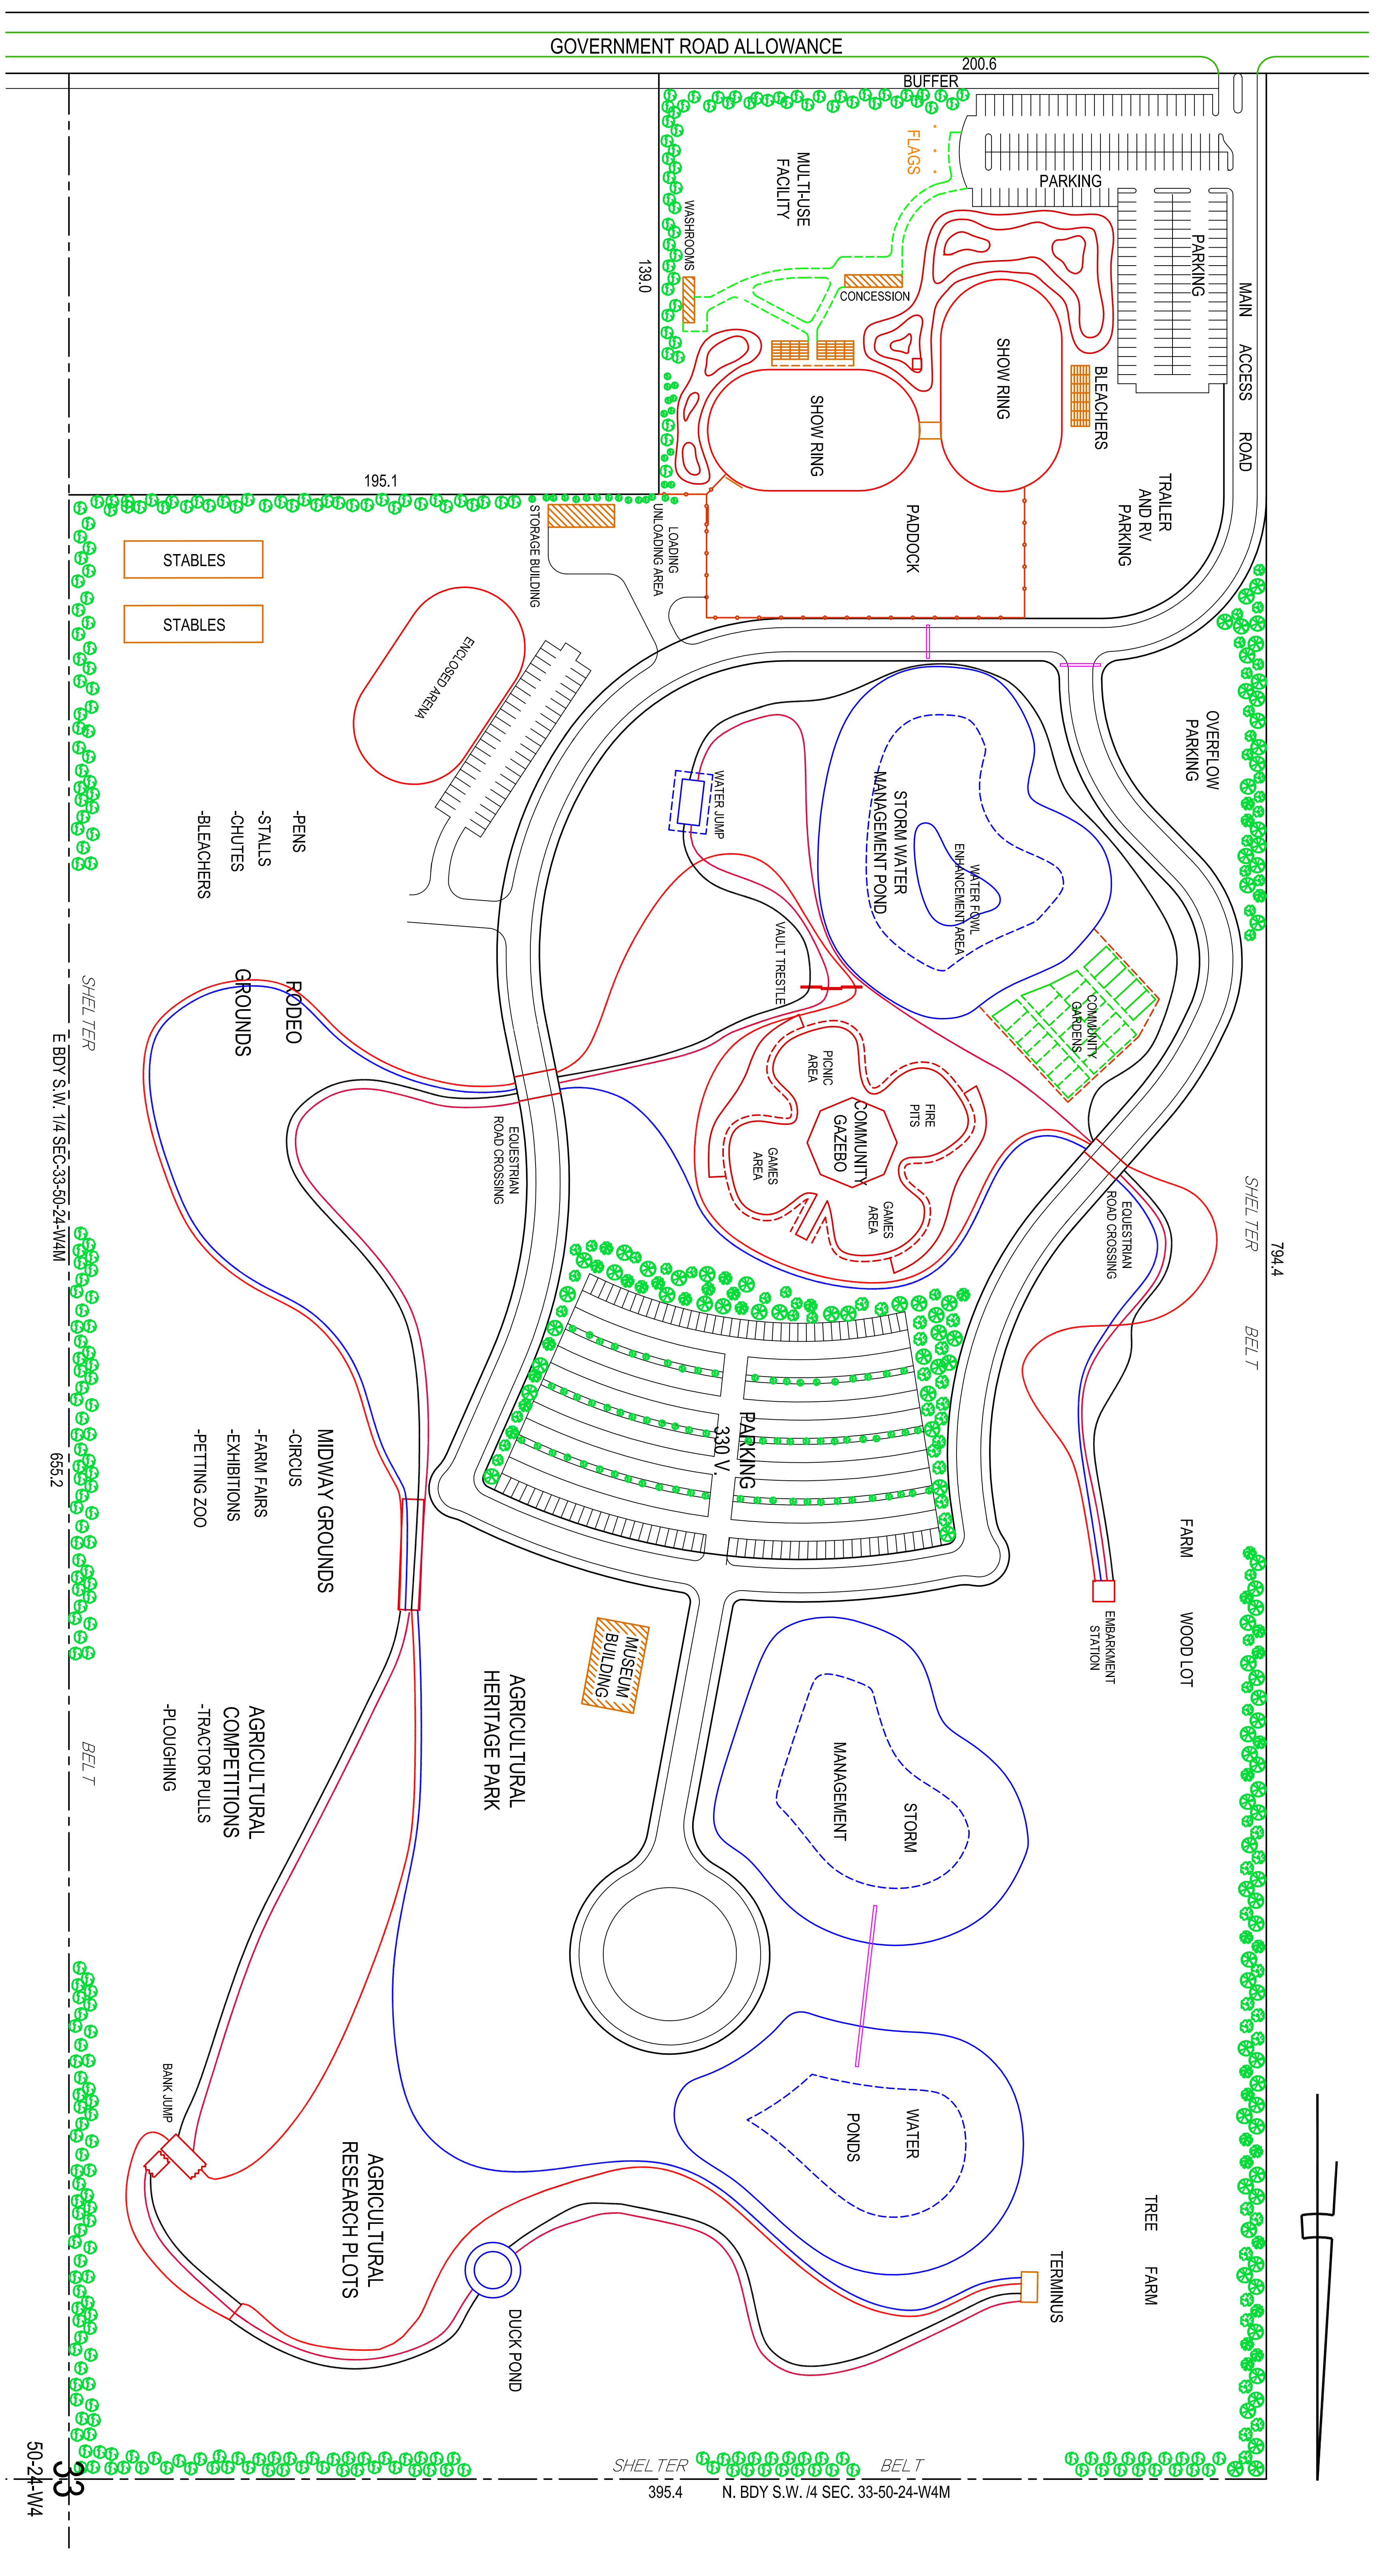 GOVERNMENT ROAD ALLOWANCE
200.6
BUFFER
FLAGS
MULTI-USE
FACILITY
PARKING
PARKING
MAIN ACCESS ROAD
WASHROOMS
139.0
CONCESSION
SHOW RING
SHOW RING
BLEACHERS
TRAILER
AND RV
PARKING
PADDOCK
195.1
STORAGE BUILDING
LOADING
UNLOADING AREA
STABLES
STABLES
ENCLOSED ARENA
OVERFLOW
PARKING
WATER JUMP
STORM WATER
MANAGEMENT POND
WATER FOWL
ENHANCEMENT AREA
-PENS
-STALLS
-CHUTES
-BLEACHERS
VAULT TRESTLE
COMMUNITY
GARDENS
RODEO
GROUNDS
SHELTER
E BDY S.W. 1/4 SEC-33-50-24-W4M
PICNIC
AREA
FIRE
PITS
COMMUNITY
GAZEBO
GAMES
AREA
GAMES
AREA
EQUESTRIAN
ROAD CROSSING
EQUESTRIAN
ROAD CROSSING
SHELTER BELT
794.4
PARKING
330 V.
MIDWAY GROUNDS
-CIRCUS
-FARM FAIRS
-EXHIBITIONS
-PETTING ZOO
655.2
FARM WOOD LOT
EMBARKMENT
STATION
MUSEUM
BUILDING
AGRICULTURAL
HERITAGE PARK
AGRICULTURAL
COMPETITIONS
-TRACTOR PULLS
-PLOUGHING
BELT
STORM
MANAGEMENT
WATER
PONDS
BANK JUMP
AGRICULTURAL
RESEARCH PLOTS
TREE FARM
TERMINUS
DUCK POND
SHELTER BELT
395.4 N. BDY S.W. /4 SEC. 33-50-24-W4M
33
50-24-W4